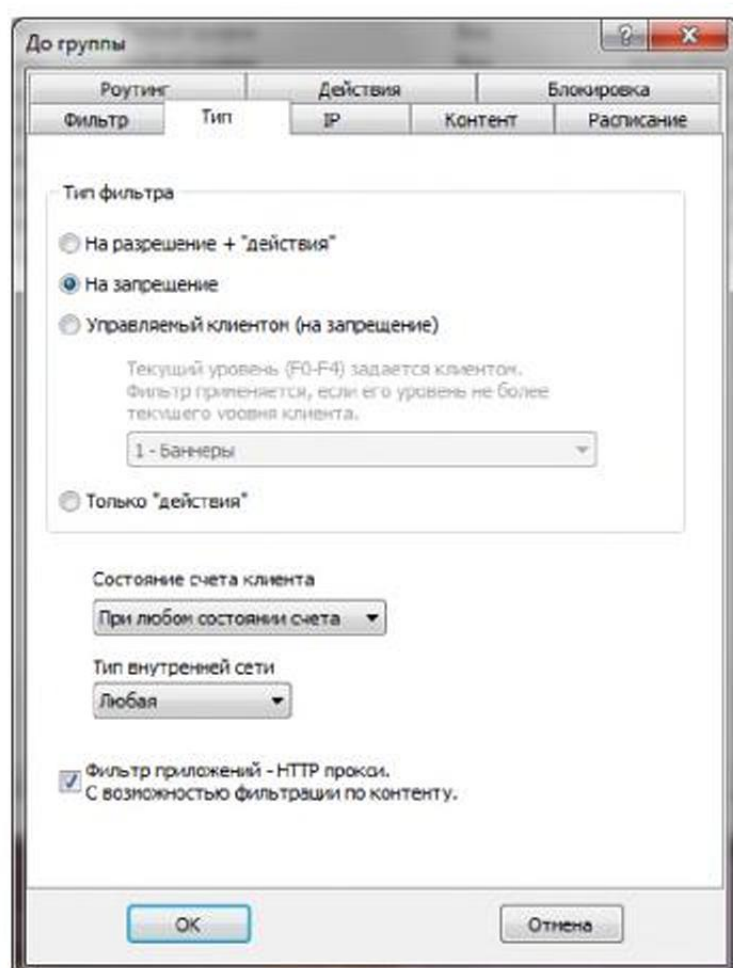 До группы
Роутинг Действия Блокировка
Фильтр Тип IP Контент Расписание
Тип фильтра
На разрешение + "действия"
На запрещение
Управляемый клиентом (на запрещение)
Текущий уровень (F0-F4) задается клиентом.
Фильтр применяется, если его уровень не более
текущего уровня клиента.
1 - Баннеры
Только "действия"
Состояние счета клиента
При любом состоянии счета
Тип внутренней сети
Любая
Фильтр приложений - HTTP прокси.
С возможностью фильтрации по контенту.
OK Отмена